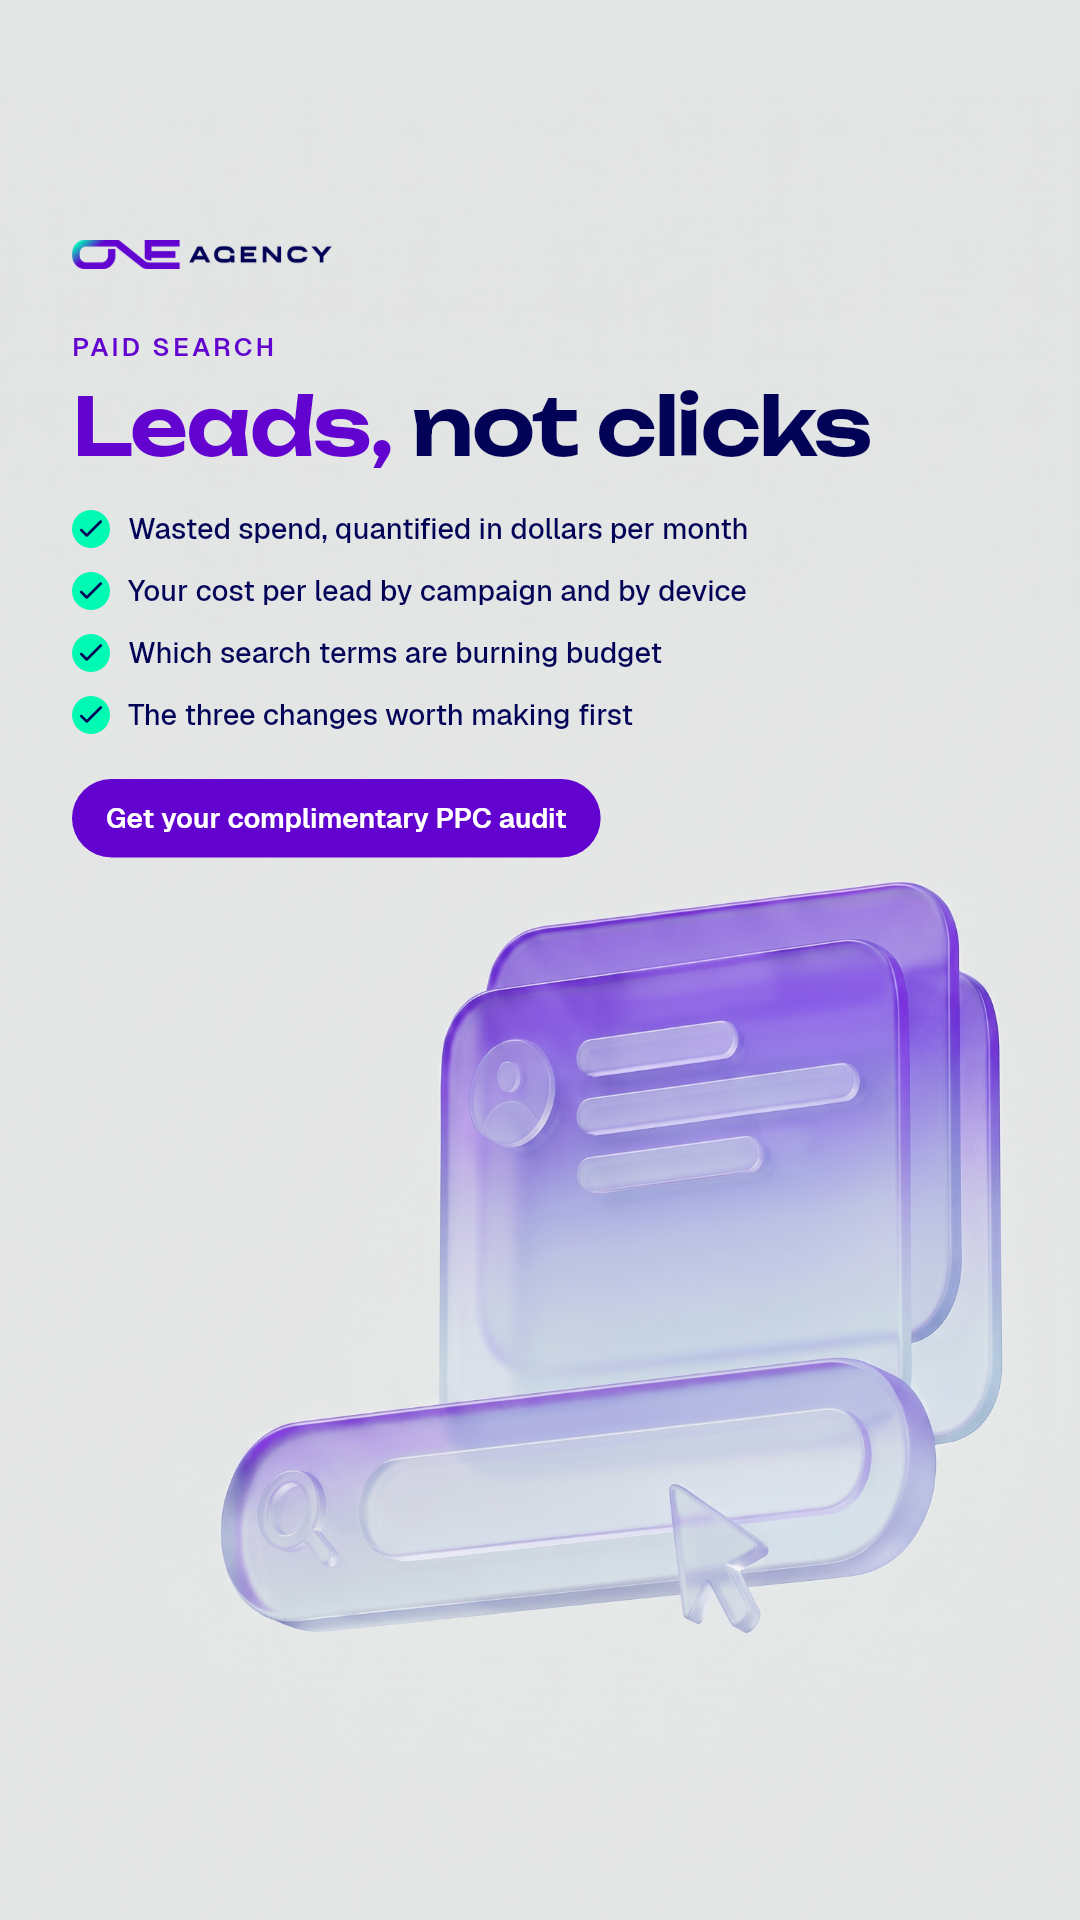 ONE AGENCY
PAID SEARCH
Leads, not clicks
Wasted spend, quantified in dollars per month
Your cost per lead by campaign and by device
Which search terms are burning budget
The three changes worth making first
Get your complimentary PPC audit